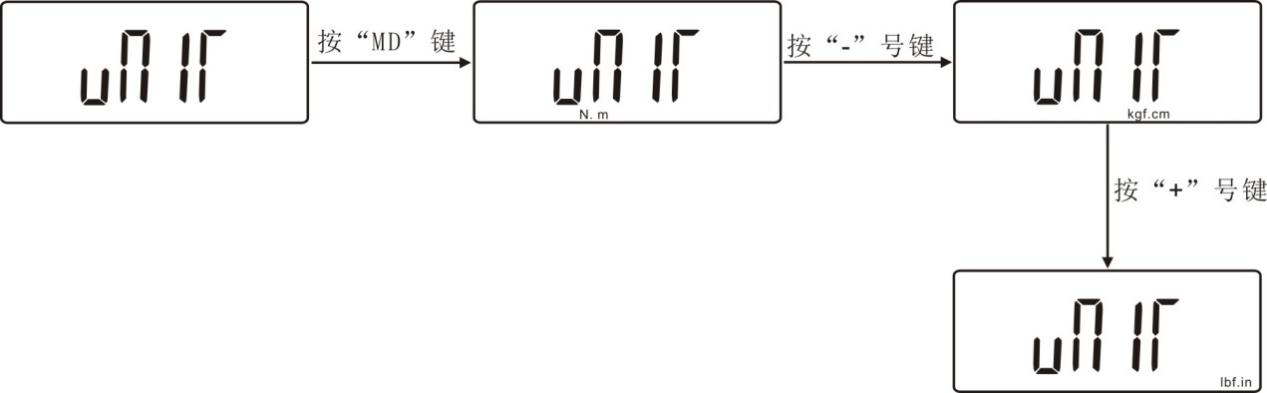 unIT
按“MD”键
unIT
N. m
按“-”号键
unIT
kgf.cm
按“+”号键
unIT
lbf.in